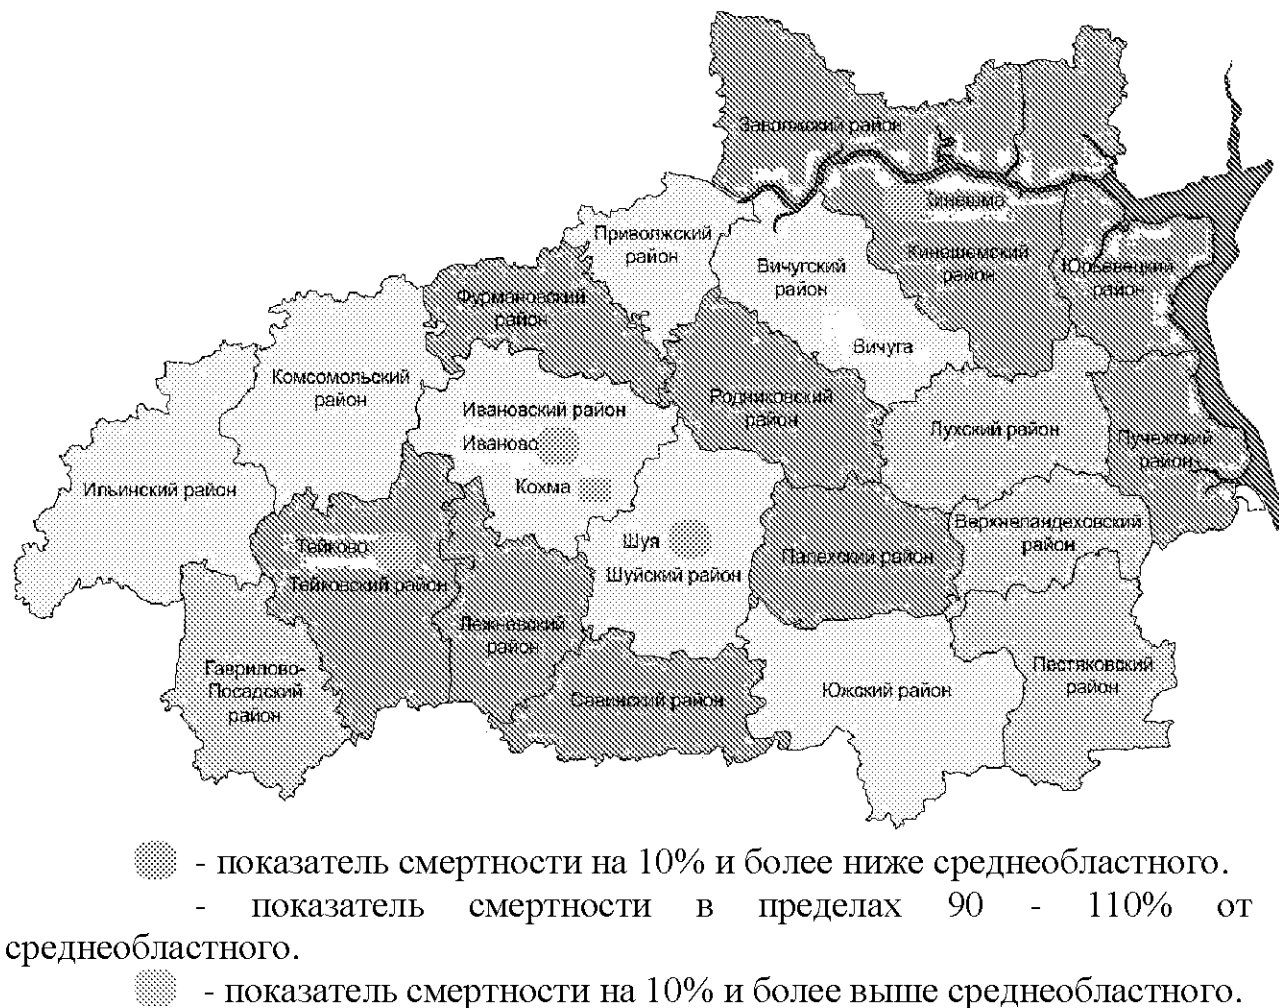 Заволжский район
Кинешма
Приволжский
район
Вичугский
район
Кинешемский
район
Юрьевецкий
район
Фурмановский
район
Вичуга
Комсомольский
район
Ивановский район
Родниковский
район
Лухский район
Пучежский
район
Иваново
Ильинский район
Кохма
Верхнеландеховский
район
Шуя
Тейково
Палехский район
Шуйский район
Тейковский район
Лежневский
район
Гаврилово-
Посадский
район
Пестяковский
район
Южский район
Савинский район
- показатель смертности на 10% и более ниже среднеобластного.
- показатель смертности в пределах 90 - 110% от
среднеобластного.
- показатель смертности на 10% и более выше среднеобластного.